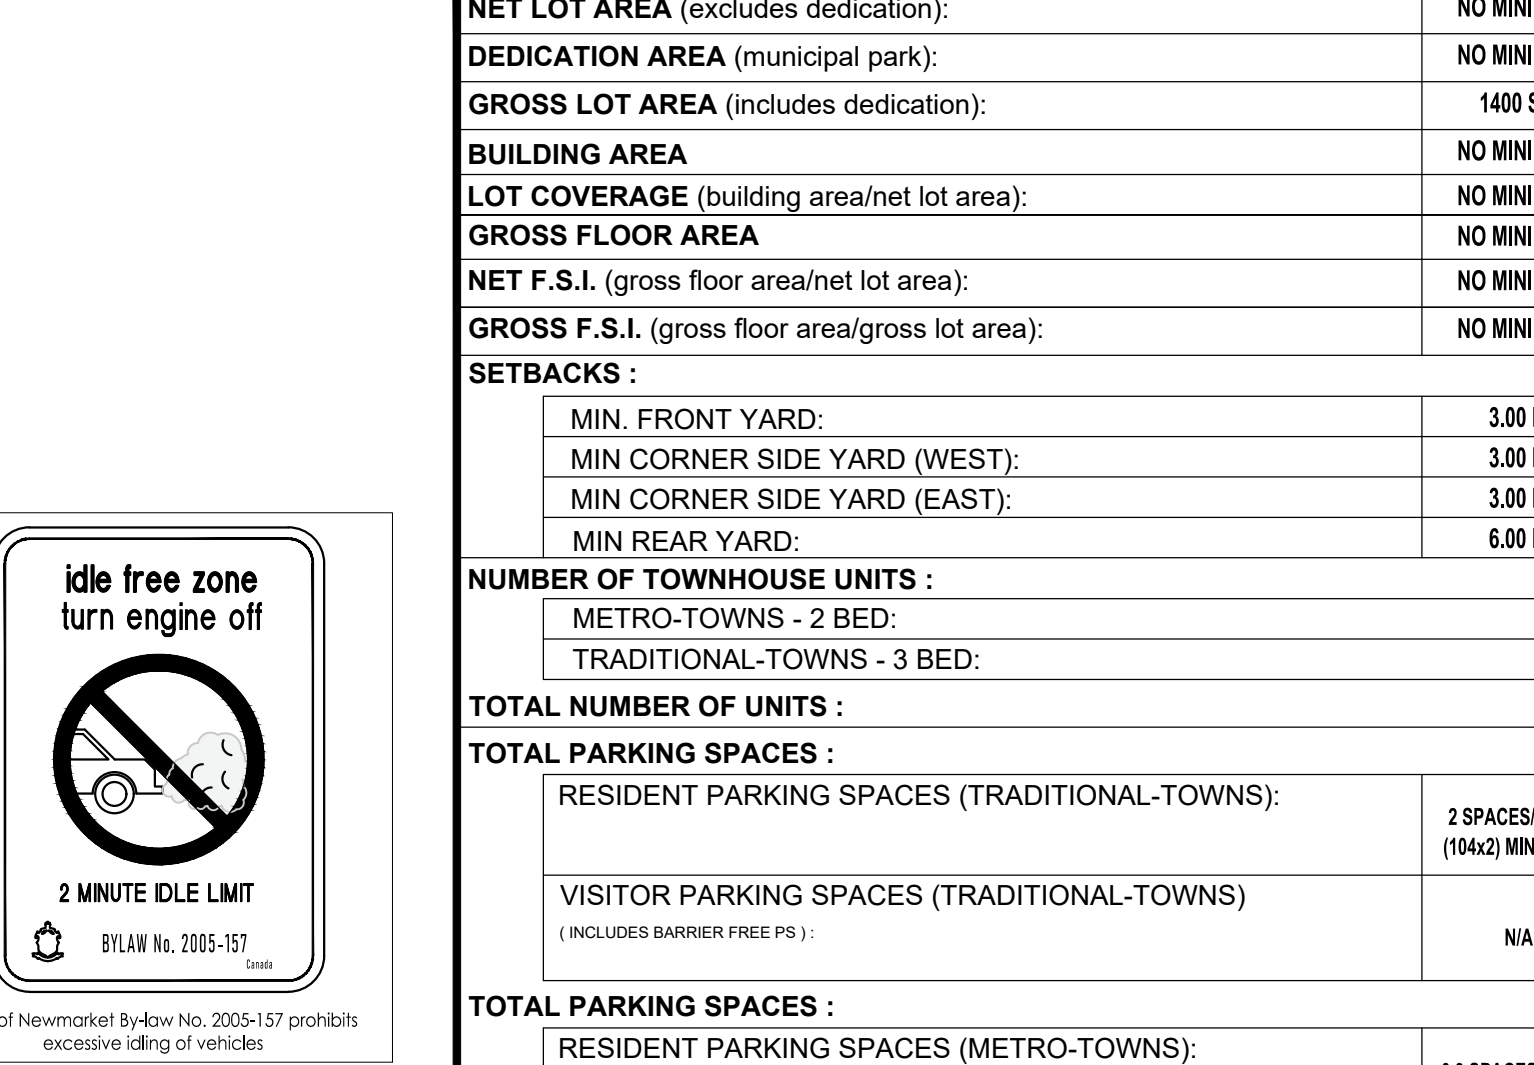 NET LOT AREA (excludes dedication): NO MINI
DEDICATION AREA (municipal park): NO MINI
GROSS LOT AREA (includes dedication): 1400
BUILDING AREA NO MINI
LOT COVERAGE (building area/net lot area): NO MINI
GROSS FLOOR AREA NO MINI
NET F.S.I. (gross floor area/net lot area): NO MINI
GROSS F.S.I. (gross floor area/gross lot area): NO MINI
SETBACKS :
MIN. FRONT YARD: 3.00
MIN CORNER SIDE YARD (WEST): 3.00
MIN CORNER SIDE YARD (EAST): 3.00
MIN REAR YARD: 6.00
NUMBER OF TOWNHOUSE UNITS :
METRO-TOWNS - 2 BED:
TRADITIONAL-TOWNS - 3 BED:
TOTAL NUMBER OF UNITS :
TOTAL PARKING SPACES :
RESIDENT PARKING SPACES (TRADITIONAL-TOWNS):
2 SPACES/
(104x2) MIN
VISITOR PARKING SPACES (TRADITIONAL-TOWNS)
( INCLUDES BARRIER FREE PS ) : N/A
TOTAL PARKING SPACES :
RESIDENT PARKING SPACES (METRO-TOWNS):
idle free zone
turn engine off
2 MINUTE IDLE LIMIT
BYLAW No. 2005-157
Canada
of Newmarket By-law No. 2005-157 prohibits
excessive idling of vehicles